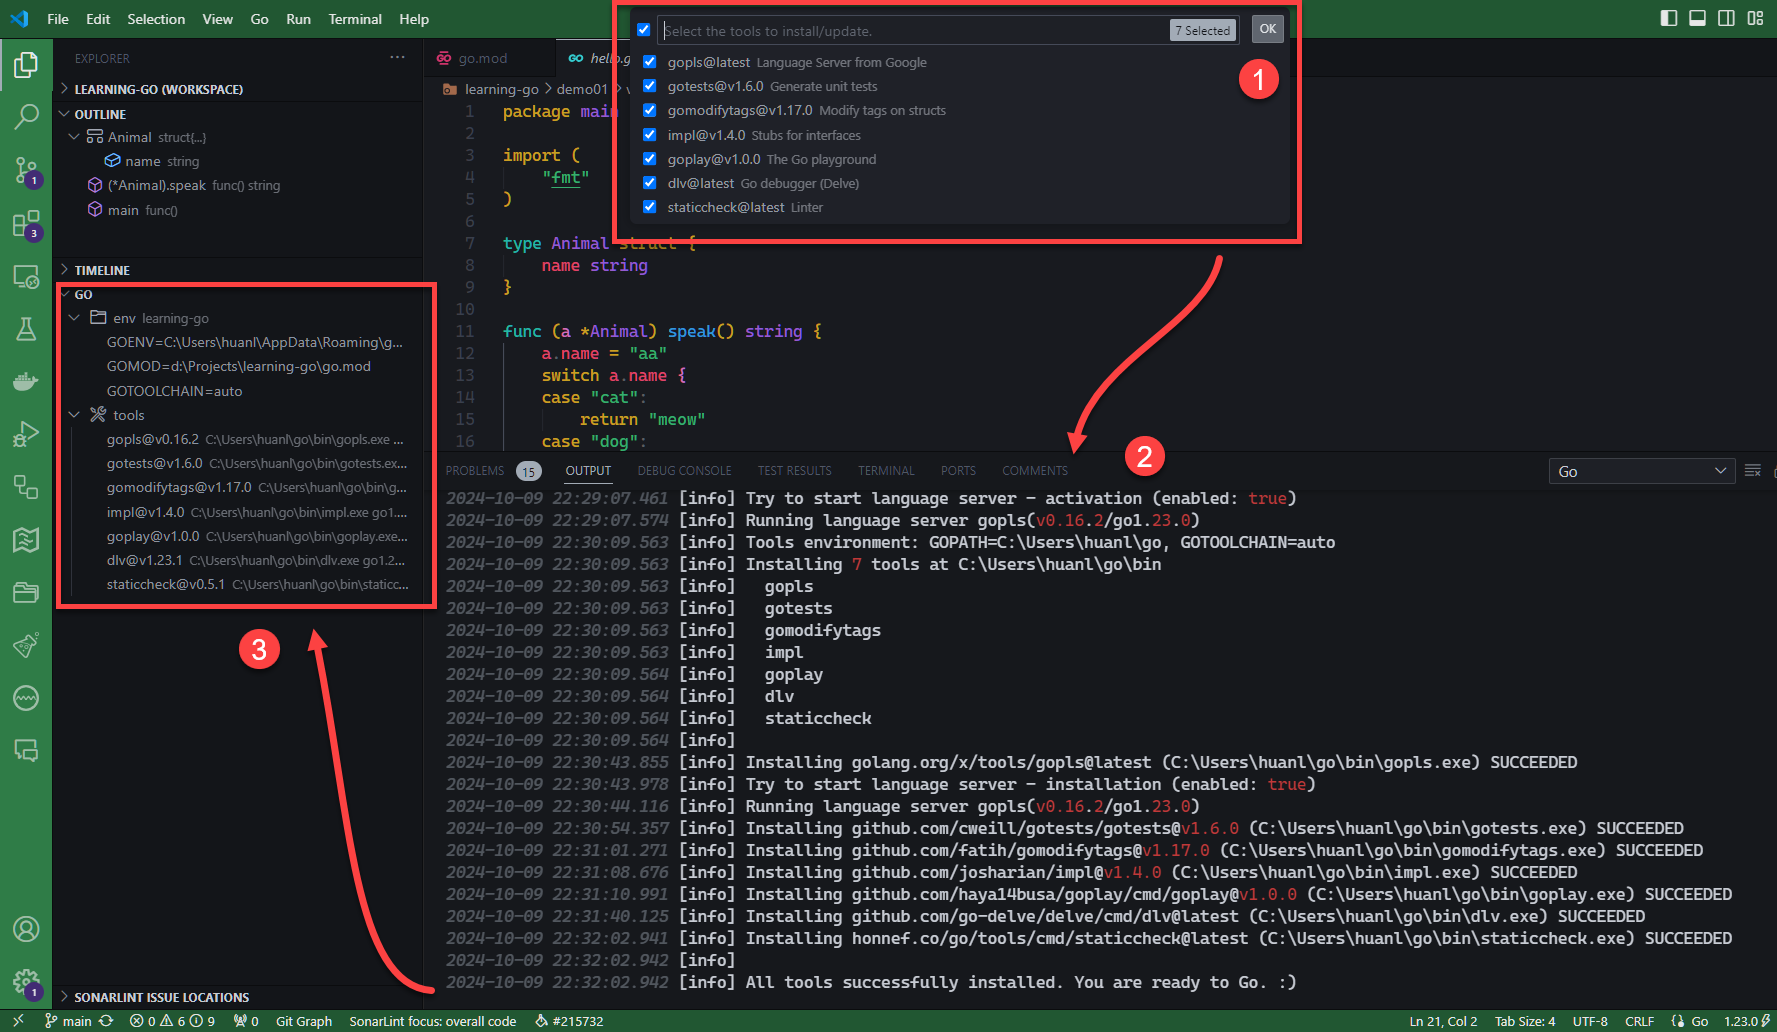 File Edit Selection View Go Run Terminal Help
Select the tools to install/update.
7 Selected
OK
gopls@latest Language Server from Google
gotests@v1.6.0 Generate unit tests
gomodifytags@v1.17.0 Modify tags on structs
impl@v1.4.0 Stubs for interfaces
goplay@v1.0.0 The Go playground
dlv@latest Go debugger (Delve)
staticcheck@latest Linter
1
EXPLORER
LEARNING-GO (WORKSPACE)
OUTLINE
Animal struct{...}
name string
(*Animal).speak func() string
main func()
TIMELINE
GO
env learning-go
GOENV=C:\Users\huanl\AppData\Roaming\g...
GOMOD=d:\Projects\learning-go\go.mod
GOTOOLCHAIN=auto
tools
gopls@v0.16.2 C:\Users\huanl\go\bin\gopls.exe ...
gotests@v1.6.0 C:\Users\huanl\go\bin\gotests.ex...
gomodifytags@v1.17.0 C:\Users\huanl\go\bin\g...
impl@v1.4.0 C:\Users\huanl\go\bin\impl.exe go1....
goplay@v1.0.0 C:\Users\huanl\go\bin\goplay.exe...
dlv@v1.23.1 C:\Users\huanl\go\bin\dlv.exe go1.2...
staticcheck@v0.5.1 C:\Users\huanl\go\bin\staticc...
3
SONARLINT ISSUE LOCATIONS
1
3
1
GO go.mod
GO hello.g
learning-go > demo01 >
1 package main
2
3 import (
4 "fmt"
5 )
6
7 type Animal struct {
8 name string
9 }
10
11 func (a *Animal) speak() string {
12 a.name = "aa"
13 switch a.name {
14 case "cat":
15 return "meow"
16 case "dog":
2
PROBLEMS 15 OUTPUT DEBUG CONSOLE TEST RESULTS TERMINAL PORTS COMMENTS
Go
2024-10-09 22:29:07.461 [info] Try to start language server - activation (enabled: true)
2024-10-09 22:29:07.574 [info] Running language server gopls(v0.16.2/go1.23.0)
2024-10-09 22:30:09.563 [info] Tools environment: GOPATH=C:\Users\huanl\go, GOTOOLCHAIN=auto
2024-10-09 22:30:09.563 [info] Installing 7 tools at C:\Users\huanl\go\bin
2024-10-09 22:30:09.563 [info] gopls
2024-10-09 22:30:09.563 [info] gotests
2024-10-09 22:30:09.563 [info] gomodifytags
2024-10-09 22:30:09.563 [info] impl
2024-10-09 22:30:09.564 [info] goplay
2024-10-09 22:30:09.564 [info] dlv
2024-10-09 22:30:09.564 [info] staticcheck
2024-10-09 22:30:09.564 [info]
2024-10-09 22:30:43.855 [info] Installing golang.org/x/tools/gopls@latest (C:\Users\huanl\go\bin\gopls.exe) SUCCEEDED
2024-10-09 22:30:43.978 [info] Try to start language server - installation (enabled: true)
2024-10-09 22:30:44.116 [info] Running language server gopls(v0.16.2/go1.23.0)
2024-10-09 22:30:54.357 [info] Installing github.com/cweill/gotests/gotests@v1.6.0 (C:\Users\huanl\go\bin\gotests.exe) SUCCEEDED
2024-10-09 22:31:01.271 [info] Installing github.com/fatih/gomodifytags@v1.17.0 (C:\Users\huanl\go\bin\gomodifytags.exe) SUCCEEDED
2024-10-09 22:31:08.676 [info] Installing github.com/josharian/impl@v1.4.0 (C:\Users\huanl\go\bin\impl.exe) SUCCEEDED
2024-10-09 22:31:10.991 [info] Installing github.com/haya14busa/goplay/cmd/goplay@v1.0.0 (C:\Users\huanl\go\bin\goplay.exe) SUCCEEDED
2024-10-09 22:31:40.125 [info] Installing github.com/go-delve/delve/cmd/dlv@latest (C:\Users\huanl\go\bin\dlv.exe) SUCCEEDED
2024-10-09 22:32:02.941 [info] Installing honnef.co/go/tools/cmd/staticcheck@latest (C:\Users\huanl\go\bin\staticcheck.exe) SUCCEEDED
2024-10-09 22:32:02.942 [info]
2024-10-09 22:32:02.942 [info] All tools successfully installed. You are ready to Go. :)
main 0 6 9 0 Git Graph SonarLint focus: overall code #215732 Ln 21, Col 2 Tab Size: 4 UTF-8 CRLF {} Go 1.23.0